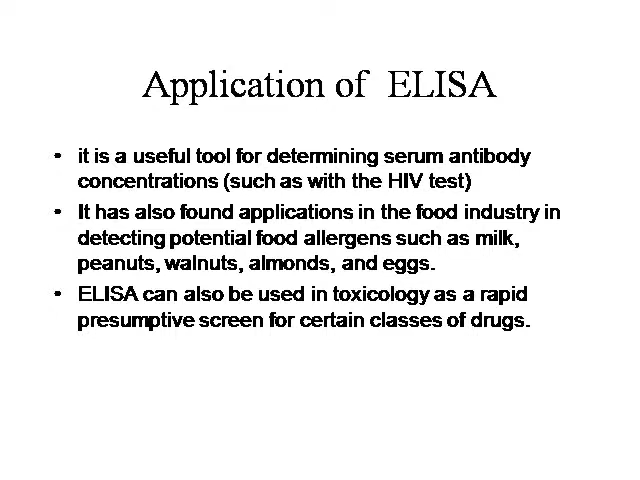 Application of  ELISA
• it is a useful tool for determining serum antibody
concentrations (such as with the HIV test)
• It has also found applications in the food industry in
detecting potential food allergens such as milk,
peanuts, walnuts, almonds, and eggs.
• ELISA can also be used in toxicology as a rapid
presumptive screen for certain classes of drugs.